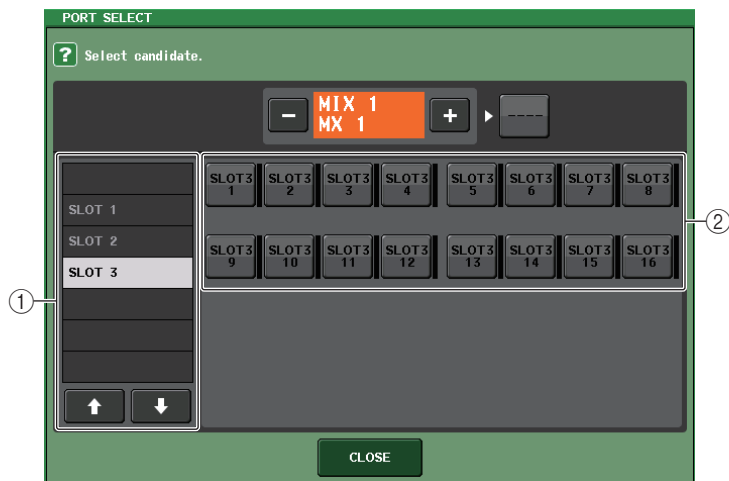 PORT SELECT
? Select candidate.
− MIX 1 + ----
MX 1
SLOT 1
SLOT 2
SLOT 3
SLOT3 SLOT3 SLOT3 SLOT3 SLOT3 SLOT3 SLOT3 SLOT3
1 2 3 4 5 6 7 8
SLOT3 SLOT3 SLOT3 SLOT3 SLOT3 SLOT3 SLOT3 SLOT3
9 10 11 12 13 14 15 16
1
2
CLOSE